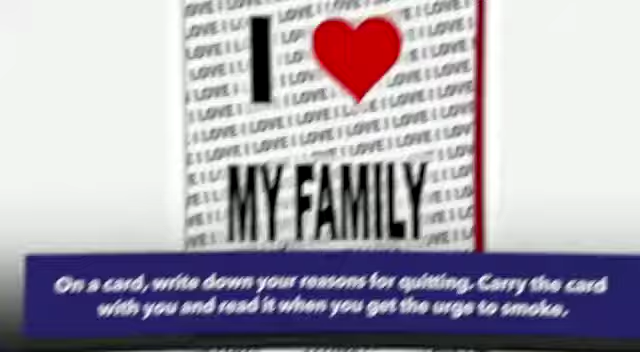 I ❤
MY FAMILY
On a card, write down your reasons for quitting. Carry the card
with you and read it when you get the urge to smoke.